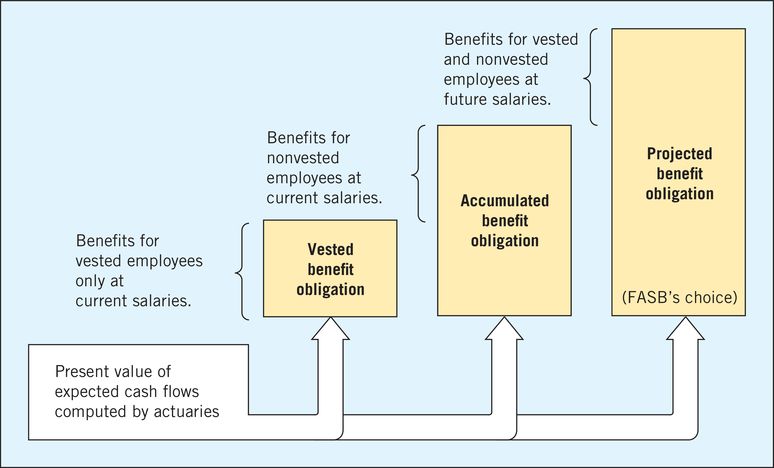 Benefits for vested
and nonvested
employees at
future salaries.
Benefits for
nonvested
employees at
current salaries.
Benefits for
vested employees
only at
current salaries.
Vested
benefit
obligation
Accumulated
benefit
obligation
Projected
benefit
obligation
(FASB's choice)
Present value of
expected cash flows
computed by actuaries